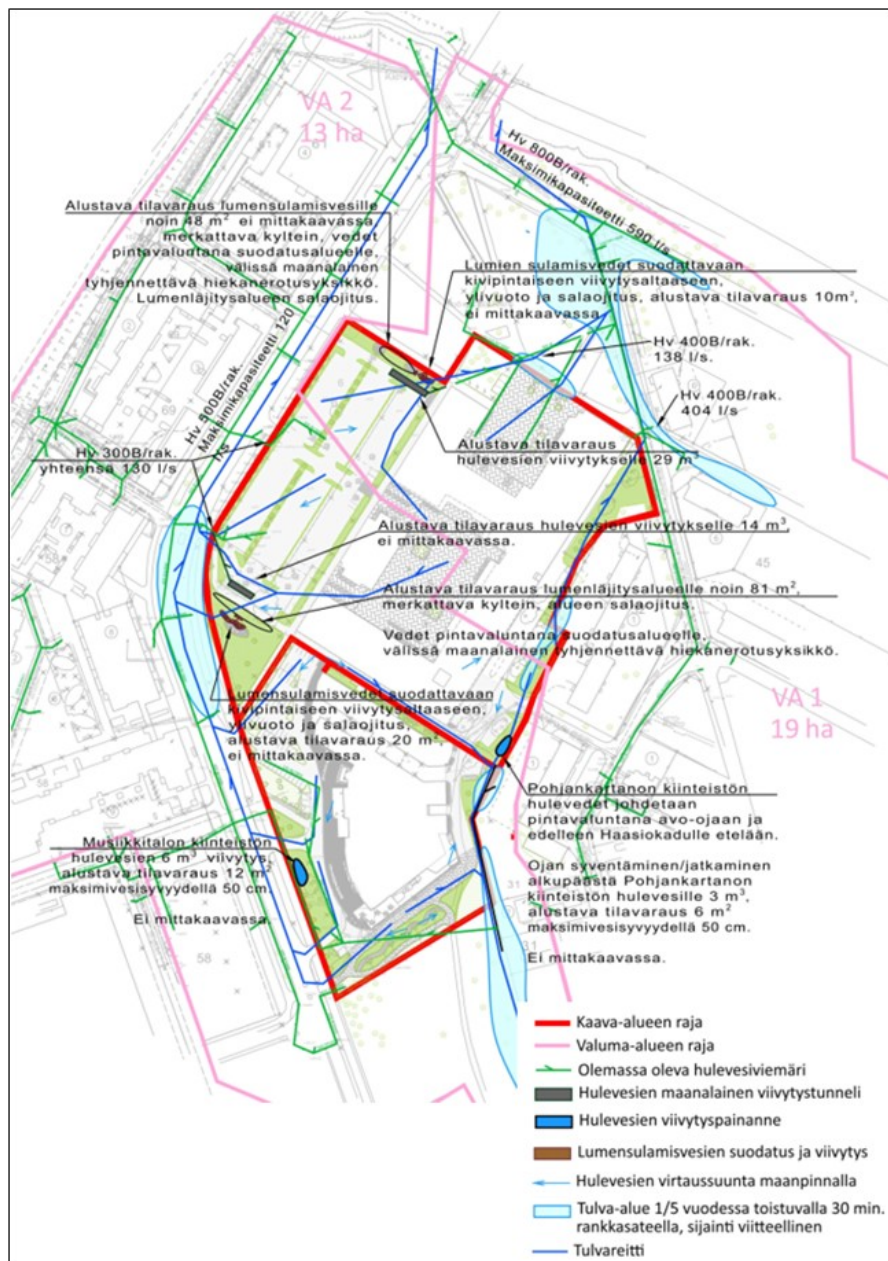 VA 2
13 ha
Hv 800B/rak.
Maksimikapasiteetti 590 l/s
Alustava tilavaraus lumensulamisvesille
noin 48 m² ei mittakaavassa,
merkattava kyltein, vedet
pintavaluntana suodatusalueelle,
välissä maanalainen
tyhjennettävä hiekanerotusyksikkö.
Lumenläjitysalueen salaojitus.
Lumien sulamisvedet suodattavaan
kivipintaiseen viivytysaltaaseen,
ylivuoto ja salaojitus, alustava tilavaraus 10m²,
ei mittakaavassa
Hv 400B/rak.
138 l/s.
Hv 400B/rak.
404 l/s
Hv 500B/rak.
Maksimikapasiteetti 120
l/s
Hv 300B/rak.
yhteensä 130 l/s
Alustava tilavaraus
hulevesien viivytykselle 29 m³
Alustava tilavaraus hulevesien viivytykselle 14 m³,
ei mittakaavassa.
Alustava tilavaraus lumenläjitysalueelle noin 81 m²,
merkattava kyltein, alueen salaojitus.
Vedet pintavaluntana suodatusalueelle,
välissä maanalainen tyhjennettävä hiekanerotusyksikkö.
Lumensulamisvedet suodattavaan
kivipintaiseen viivytysaltaaseen,
ylivuoto ja salaojitus,
alustava tilavaraus 20 m²,
ei mittakaavassa.
VA 1
19 ha
Pohjankartanon kiinteistön
hulevedet johdetaan
pintavaluntana avo-ojaan ja
edelleen Haasiokadulle etelään.
Ojan syventäminen/jatkaminen
alkupäästä Pohjankartanon
kiinteistön hulevesille 3 m³,
alustava tilavaraus 6 m²
maksimivesisyvyydellä 50 cm.
Ei mittakaavassa.
Musiikkitalon kiinteistön
hulevesien 6 m³ viivytys,
alustava tilavaraus 12 m²
maksimivesisyvyydellä 50 cm.
Ei mittakaavassa.
69
58
58
45
31
31
Kaava-alueen raja
Valuma-alueen raja
Olemassa oleva hulevesiviemäri
Hulevesien maanalainen viivytystunneli
Hulevesien viivytyspainanne
Lumensulamisvesien suodatus ja viivytys
Hulevesien virtaussuunta maanpinnalla
Tulva-alue 1/5 vuodessa toistuvalla 30 min.
rankkasateella, sijainti viitteellinen
Tulvareitti